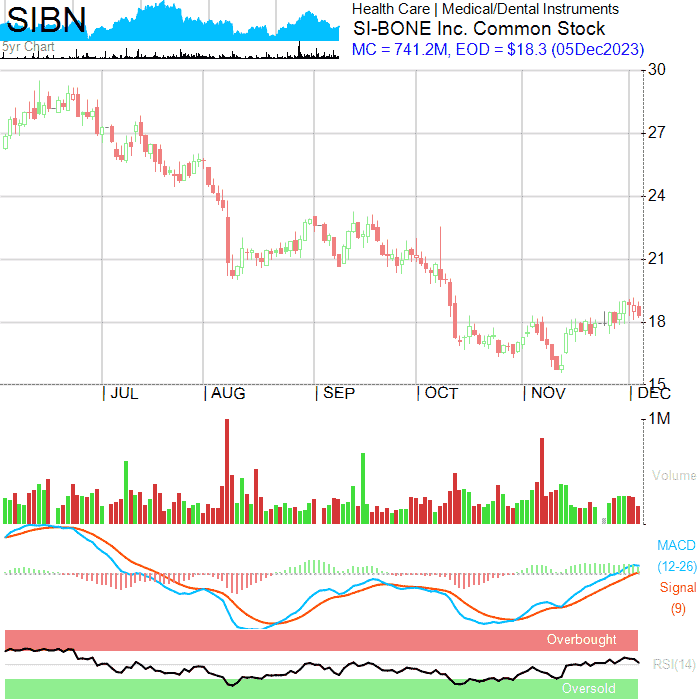 SIBN
5yr Chart
Health Care | Medical/Dental Instruments
SI-BONE Inc. Common Stock
MC = 741.2M, EOD = $18.3 (05Dec2023)
30
27
24
21
18
15
| JUL | AUG | SEP | OCT | NOV | DEC
1M
Volume
MACD
(12-26)
Signal
(9)
Overbought
RSI(14)
Oversold